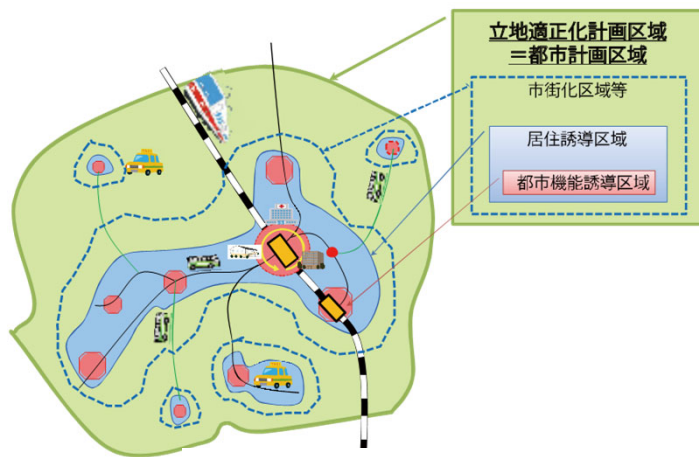 立地適正化計画区域
＝都市計画区域
市街化区域等
居住誘導区域
都市機能誘導区域